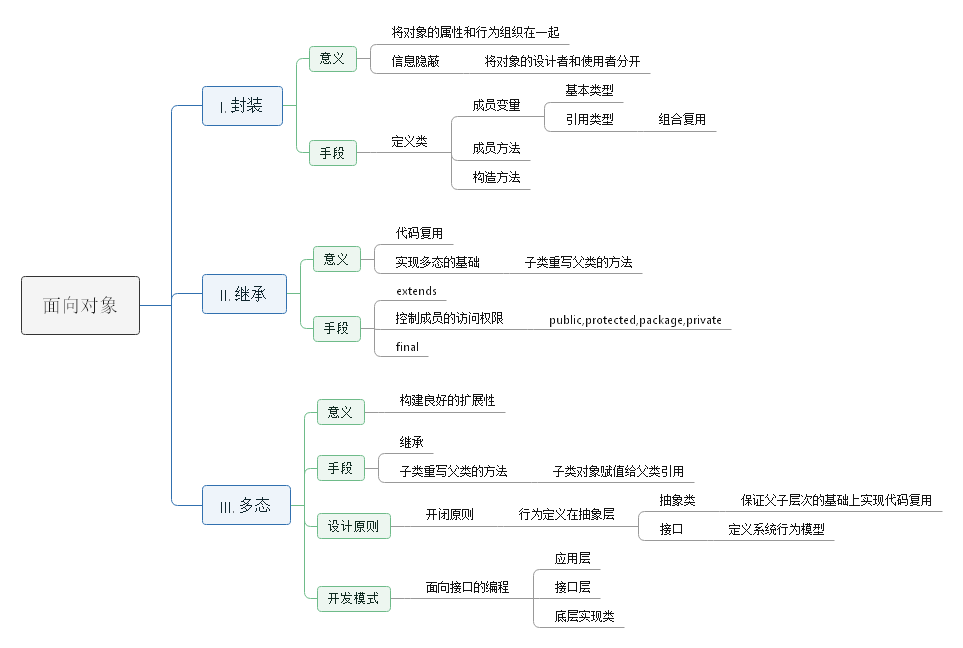 面向对象
I. 封装
意义
将对象的属性和行为组织在一起
信息隐蔽
将对象的设计者和使用者分开
手段
定义类
成员变量
基本类型
引用类型
组合复用
成员方法
构造方法
II. 继承
意义
代码复用
实现多态的基础
子类重写父类的方法
手段
extends
控制成员的访问权限
public,protected,package,private
final
III. 多态
意义
构建良好的扩展性
手段
继承
子类重写父类的方法
子类对象赋值给父类引用
设计原则
开闭原则
行为定义在抽象层
抽象类
保证父子层次的基础上实现代码复用
接口
定义系统行为模型
开发模式
面向接口的编程
应用层
接口层
底层实现类